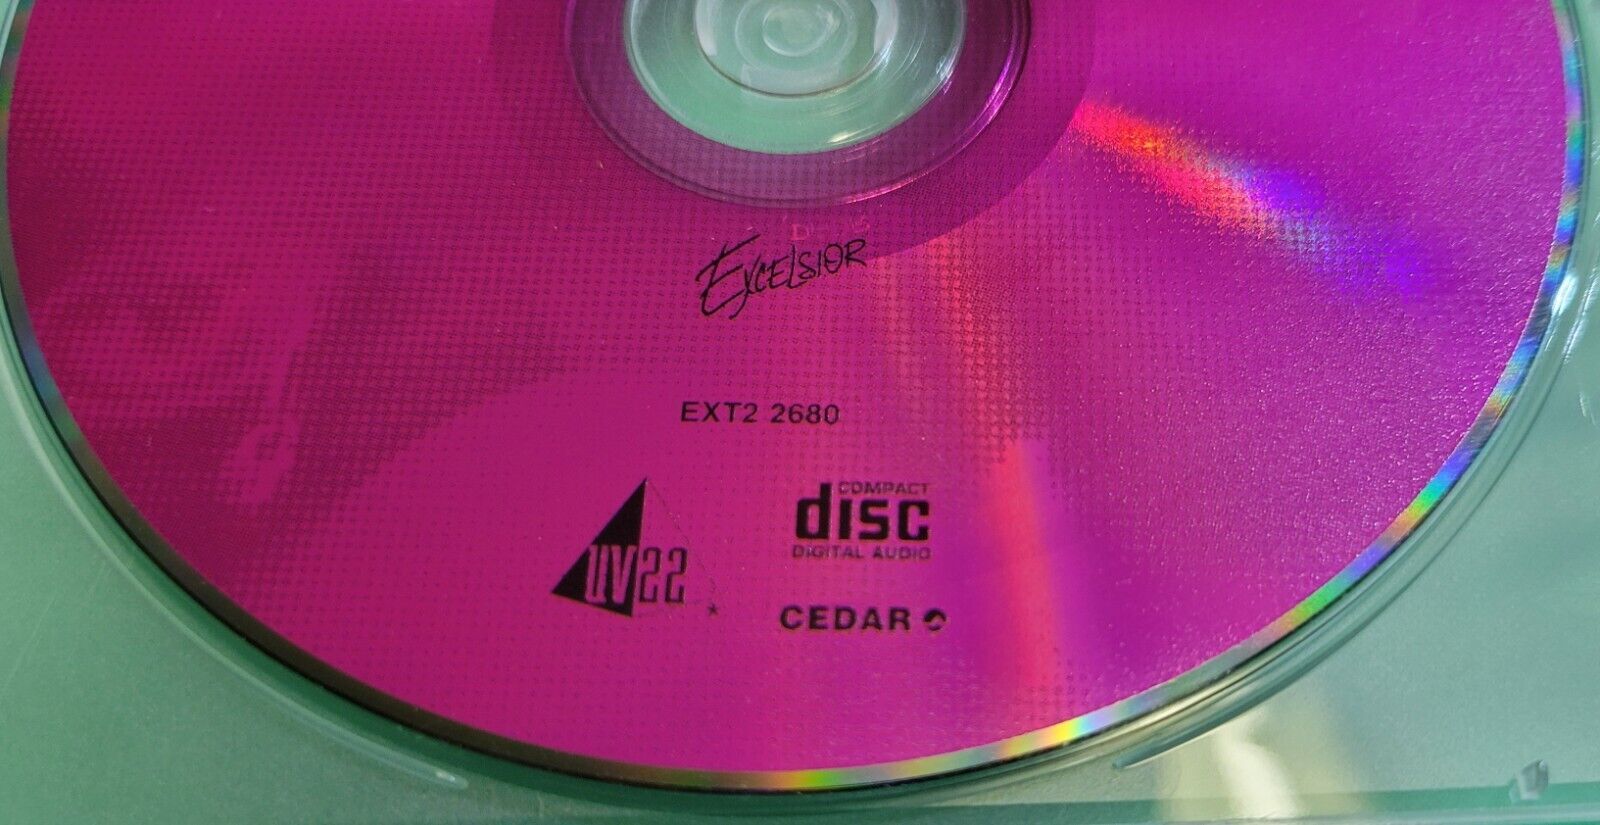 Excelsior
EXT2 2680
UV22
COMPACT
disc
DIGITAL AUDIO
CEDAR